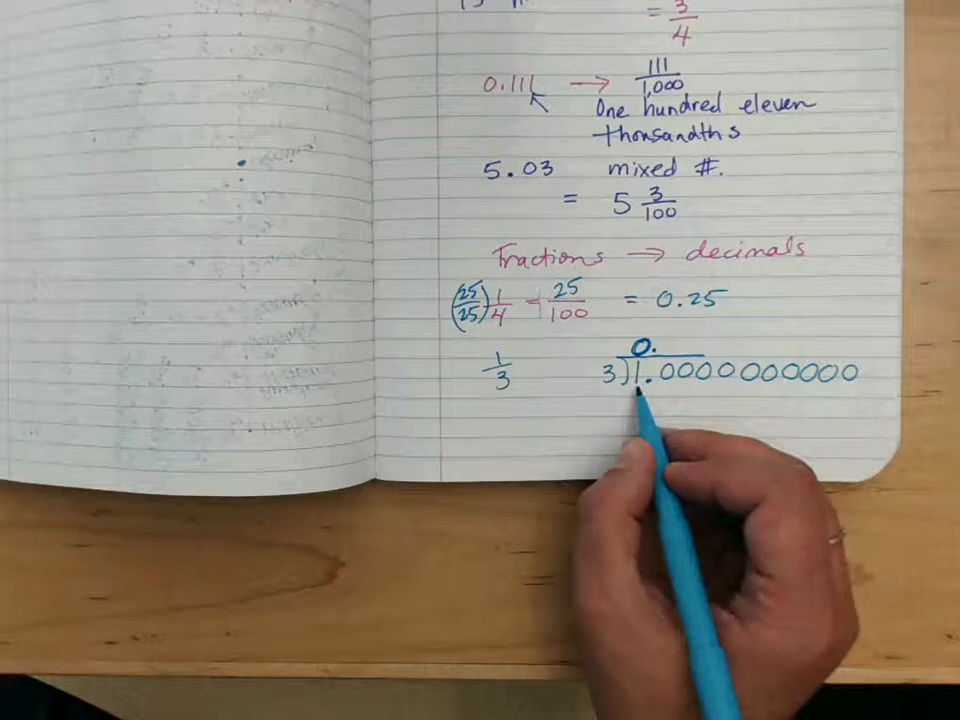 = 3/4
0.111 → 111/1,000
One hundred eleven
thousandths
5.03 mixed #.
= 5 3/100
Fractions → decimals
(25/25) 1/4 = 25/100 = 0.25
0.
1/3 3)1.0000000000